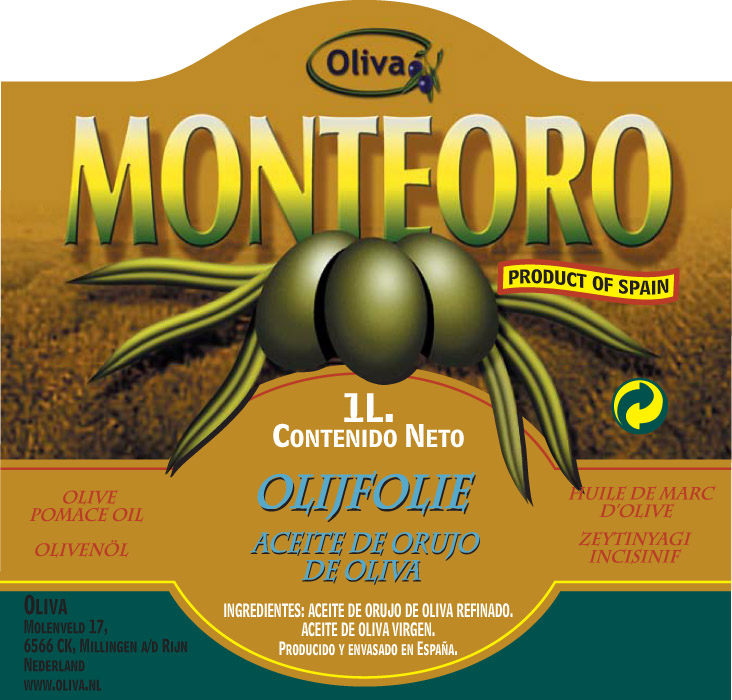 Oliva
MONTEORO
PRODUCT OF SPAIN
1L.
CONTENIDO NETO
OLIJFOLIE
ACEITE DE ORUJO
DE OLIVA
OLIVE
POMACE OIL
OLIVENÖL
HUILE DE MARC
D'OLIVE
ZEYTINYAGI
INCISINIF
INGREDIENTES: ACEITE DE ORUJO DE OLIVA REFINADO.
ACEITE DE OLIVA VIRGEN.
PRODUCIDO Y ENVASADO EN ESPAÑA.
OLIVA
MOLENVELD 17,
6566 CK, MILLINGEN A/D RIJN
NEDERLAND
WWW.OLIVA.NL